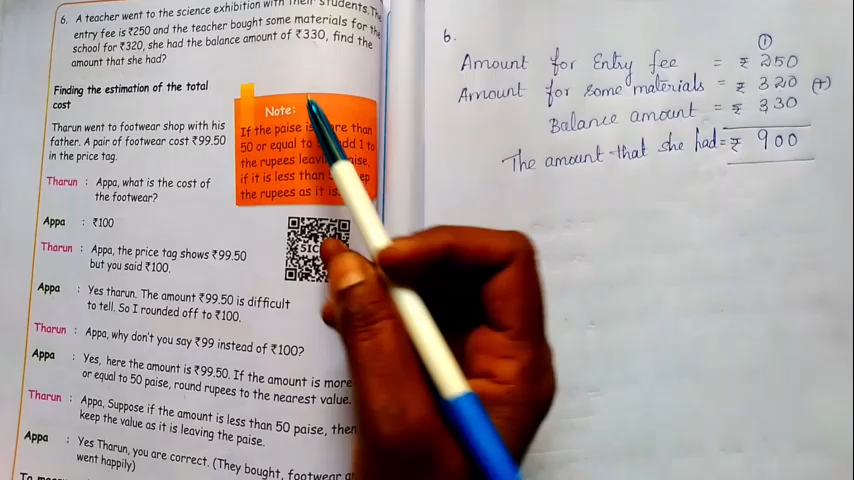 6. A teacher went to the science exhibition with their students. The
entry fee is ₹250 and the teacher bought some materials for the
school for ₹320, she had the balance amount of ₹330, find the
amount that she had?
Finding the estimation of the total
cost
Tharun went to footwear shop with his
father. A pair of footwear cost ₹99.50
in the price tag.
Note:
If the paise is more than
50 or equal to add 1 to
the rupees paise,
if it is less than
the rupees as it is.
Tharun : Appa, what is the cost of
the footwear?
Appa : ₹100
Tharun : Appa, the price tag shows ₹99.50
but you said ₹100.
Appa : Yes tharun. The amount ₹99.50 is difficult
to tell. So I rounded off to ₹100.
Tharun : Appa, why don't you say ₹99 instead of ₹100?
Appa : Yes, here the amount is ₹99.50. If the amount is more
or equal to 50 paise, round rupees to the nearest value.
Tharun : Appa, Suppose if the amount is less than 50 paise, then
keep the value as it is leaving the paise.
Appa : Yes Tharun, you are correct. (They bought, footwear
went happily)
6.
1
Amount for Entry fee = ₹ 250
Amount for some materials = ₹ 320 (+)
Balance amount = ₹ 330
The amount that she had = ₹ 900